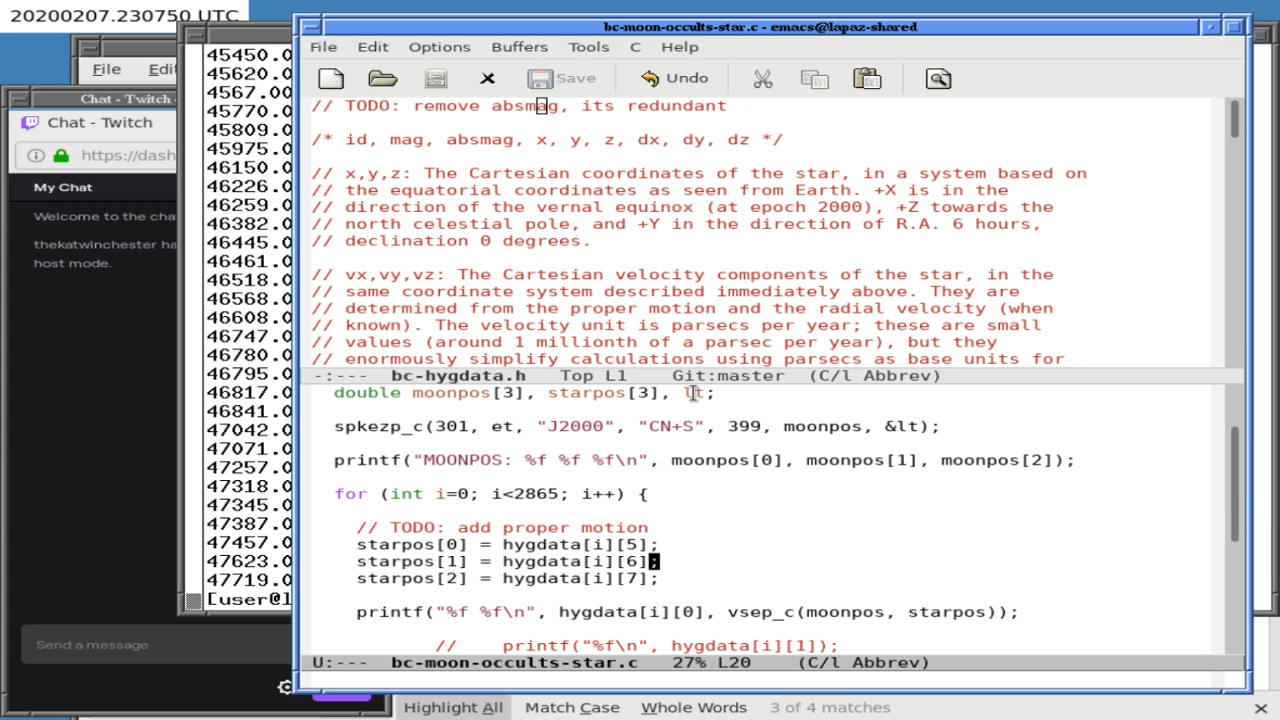 20200207.230750 UTC
bc-moon-occults-star.c - emacs@lapaz-shared
File Edit Options Buffers Tools C Help
Save Undo
// TODO: remove absmag, its redundant
/* id, mag, absmag, x, y, z, dx, dy, dz */
// x,y,z: The Cartesian coordinates of the star, in a system based on
// the equatorial coordinates as seen from Earth. +X is in the
// direction of the vernal equinox (at epoch 2000), +Z towards the
// north celestial pole, and +Y in the direction of R.A. 6 hours,
// declination 0 degrees.
// vx,vy,vz: The Cartesian velocity components of the star, in the
// same coordinate system described immediately above. They are
// determined from the proper motion and the radial velocity (when
// known). The velocity unit is parsecs per year; these are small
// values (around 1 millionth of a parsec per year), but they
// enormously simplify calculations using parsecs as base units for
-:--- bc-hygdata.h Top L1 Git:master (C/l Abbrev)
double moonpos[3], starpos[3], lt;
spkezp_c(301, et, "J2000", "CN+S", 399, moonpos, &lt);
printf("MOONPOS: %f %f %f\n", moonpos[0], moonpos[1], moonpos[2]);
for (int i=0; i<2865; i++) {
// TODO: add proper motion
starpos[0] = hygdata[i][5];
starpos[1] = hygdata[i][6];
starpos[2] = hygdata[i][7];
printf("%f %f\n", hygdata[i][0], vsep_c(moonpos, starpos));
// printf("%f\n", hygdata[i][1]);
U:--- bc-moon-occults-star.c 27% L20 (C/l Abbrev)
File Edi
45450.0
45620.0
4567.00
45770.0
45809.0
45975.0
46150.0
46226.0
46259.0
46382.0
46445.0
46461.0
46518.0
46568.0
46608.0
46747.0
46780.0
46795.0
46817.0
46841.0
47042.0
47071.0
47257.0
47318.0
47345.0
47387.0
47457.0
47623.0
47719.0
[user@l
Chat - Twitch -
Chat - Twitch
https://dash
My Chat
Welcome to the cha
thekatwinchester ha
host mode.
Send a message
Highlight All Match Case Whole Words 3 of 4 matches